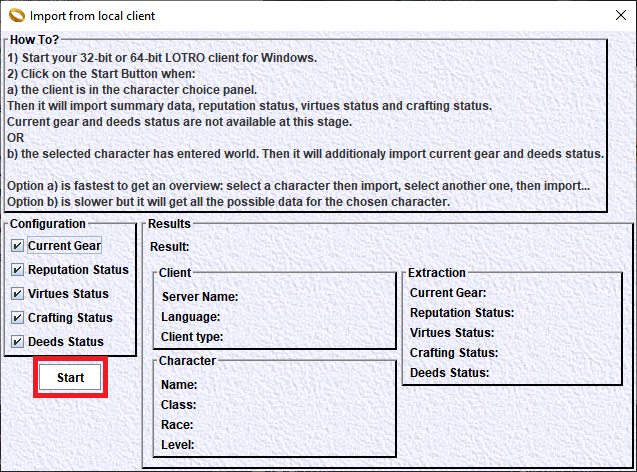 Import from local client
How To?
1) Start your 32-bit or 64-bit LOTRO client for Windows.
2) Click on the Start Button when:
a) the client is in the character choice panel.
Then it will import summary data, reputation status, virtues status and crafting status.
Current gear and deeds status are not available at this stage.
OR
b) the selected character has entered world. Then it will additionaly import current gear and deeds status.
Option a) is fastest to get an overview: select a character then import, select another one, then import...
Option b) is slower but it will get all the possible data for the chosen character.
Configuration
Current Gear
Reputation Status
Virtues Status
Crafting Status
Deeds Status
Start
Results
Result:
Client
Server Name:
Language:
Client type:
Character
Name:
Class:
Race:
Level:
Extraction
Current Gear:
Reputation Status:
Virtues Status:
Crafting Status:
Deeds Status: